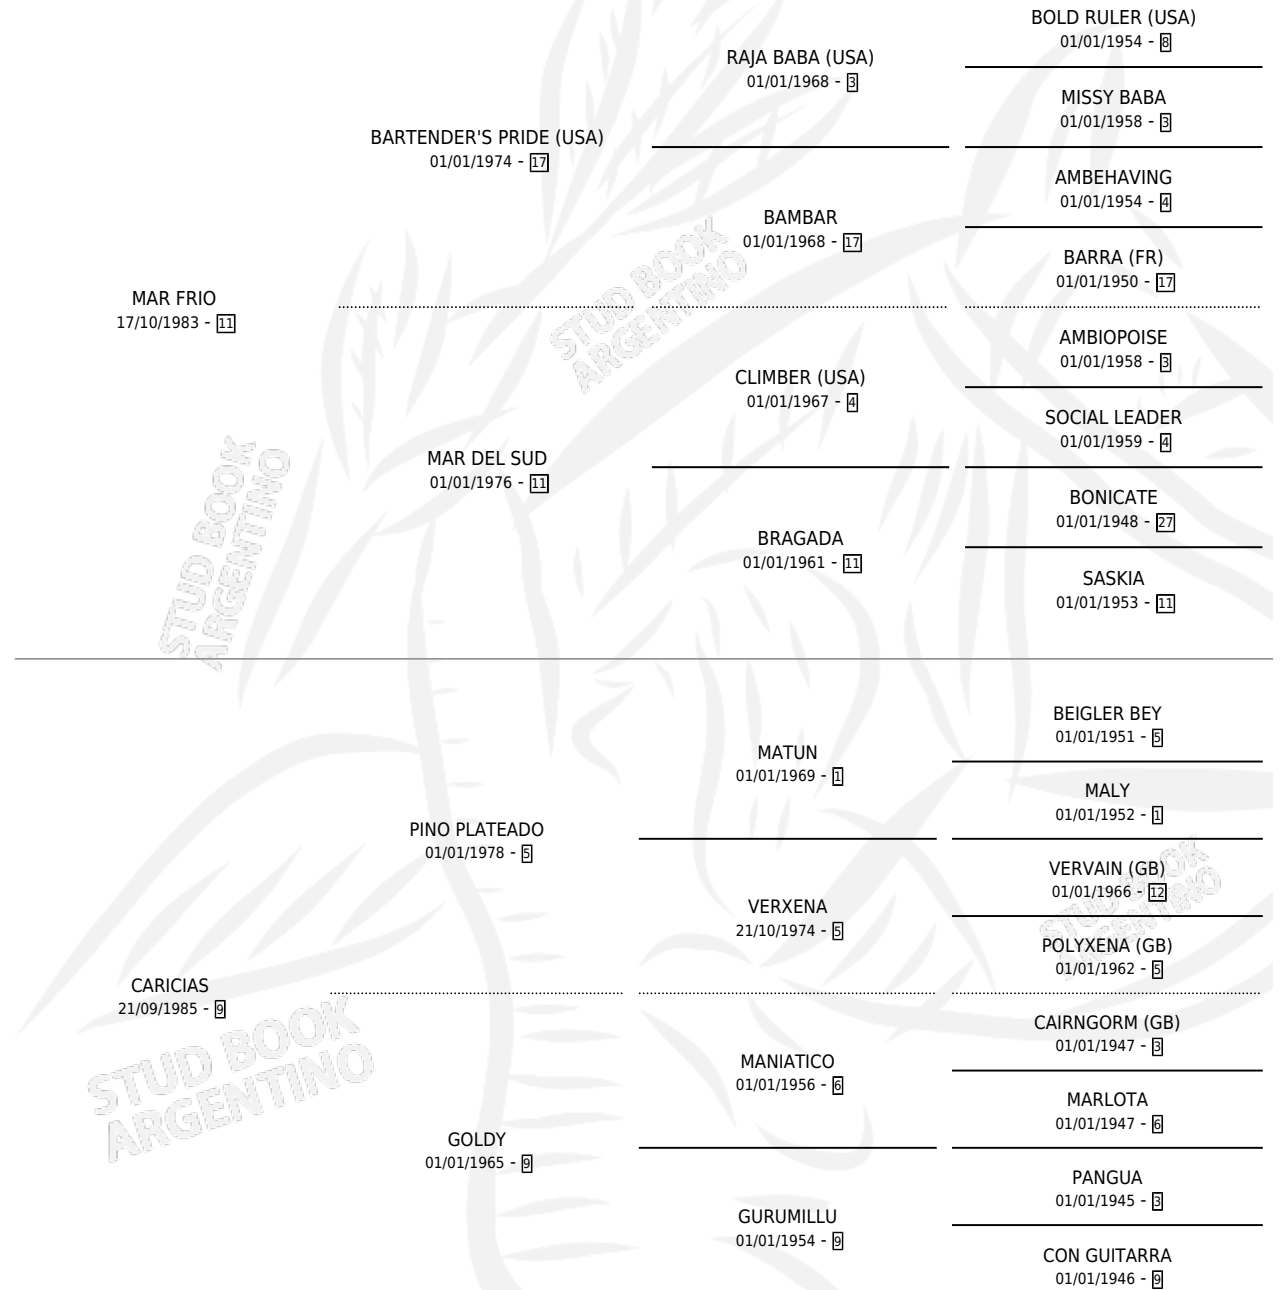 BOLD RULER (USA)
01/01/1954 - 8
RAJA BABA (USA)
01/01/1968 - 3
MISSY BABA
01/01/1958 - 3
BARTENDER'S PRIDE (USA)
01/01/1974 - 17
AMBEHAVING
01/01/1954 - 4
BAMBAR
01/01/1968 - 17
BARRA (FR)
01/01/1950 - 17
MAR FRIO
17/10/1983 - 11
AMBIOPOISE
01/01/1958 - 3
CLIMBER (USA)
01/01/1967 - 4
SOCIAL LEADER
01/01/1959 - 4
MAR DEL SUD
01/01/1976 - 11
BONICATE
01/01/1948 - 27
BRAGADA
01/01/1961 - 11
SASKIA
01/01/1953 - 11
STUD BOOK
ARGENTINO
STUD BOOK
ARGENTINO
BEIGLER BEY
01/01/1951 - 5
MATUN
01/01/1969 - 1
MALY
01/01/1952 - 1
PINO PLATEADO
01/01/1978 - 5
VERVAIN (GB)
01/01/1966 - 12
VERXENA
21/10/1974 - 5
POLYXENA (GB)
01/01/1962 - 5
STUD BOOK
ARGENTINO
CARICIAS
21/09/1985 - 9
CAIRNGORM (GB)
01/01/1947 - 3
MANIATICO
01/01/1956 - 6
MARLOTA
01/01/1947 - 6
STUD BOOK
ARGENTINO
GOLDY
01/01/1965 - 9
PANGUA
01/01/1945 - 3
GURUMILLU
01/01/1954 - 9
CON GUITARRA
01/01/1946 - 9